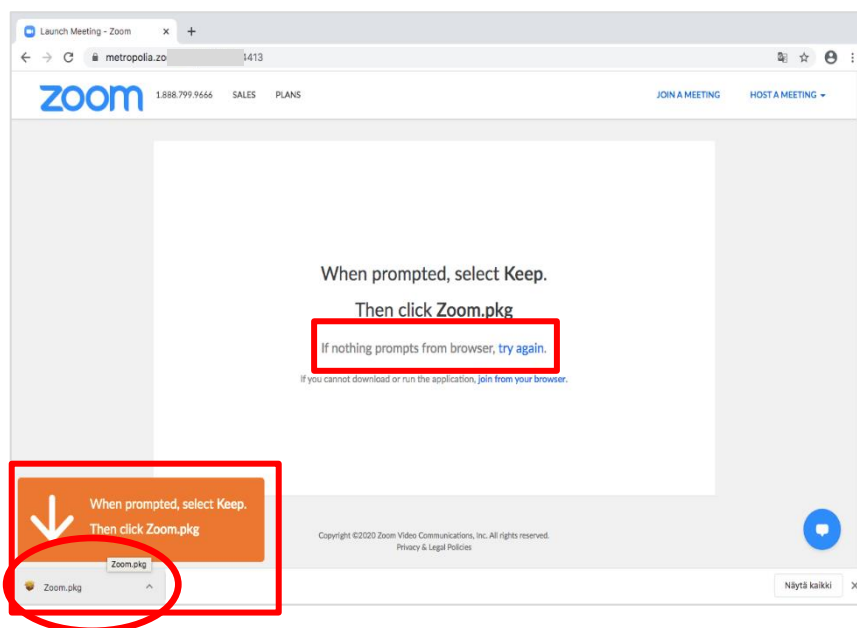 Launch Meeting - Zoom
metropolia.zo 4413
zoom 1.888.799.9666 SALES PLANS JOIN A MEETING HOST A MEETING
When prompted, select Keep.
Then click Zoom.pkg
If nothing prompts from browser, try again.
If you cannot download or run the application, join from your browser.
When prompted, select Keep.
Then click Zoom.pkg
Copyright ©2020 Zoom Video Communications, Inc. All rights reserved.
Privacy & Legal Policies
Zoom.pkg
Zoom.pkg
Näytä kaikki